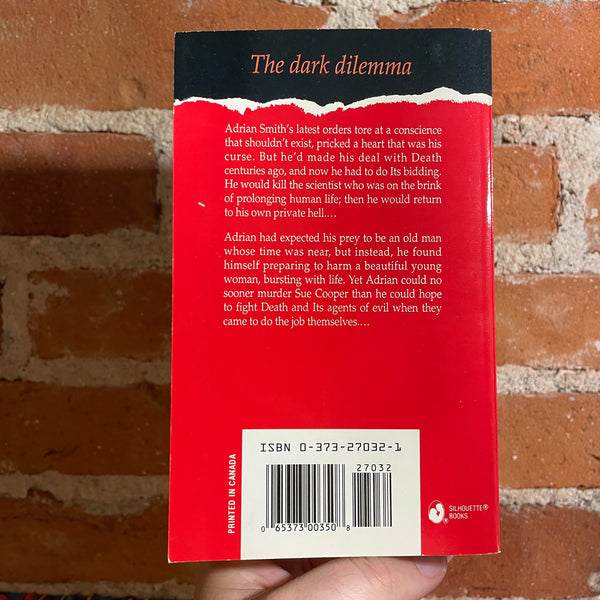 The dark dilemma
Adrian Smith's latest orders tore at a conscience
that shouldn't exist, pricked a heart that was his
curse. But he'd made his deal with Death
centuries ago, and now he had to do Its bidding.
He would kill the scientist who was on the brink
of prolonging human life; then he would return
to his own private hell....
Adrian had expected his prey to be an old man
whose time was near, but instead, he found
himself preparing to harm a beautiful young
woman, bursting with life. Yet Adrian could no
sooner murder Sue Cooper than he could hope
to fight Death and Its agents of evil when they
came to do the job themselves....
PRINTED IN CANADA
ISBN 0-373-27032-1
27032
0 65373 00350 8
SILHOUETTE®
BOOKS
®